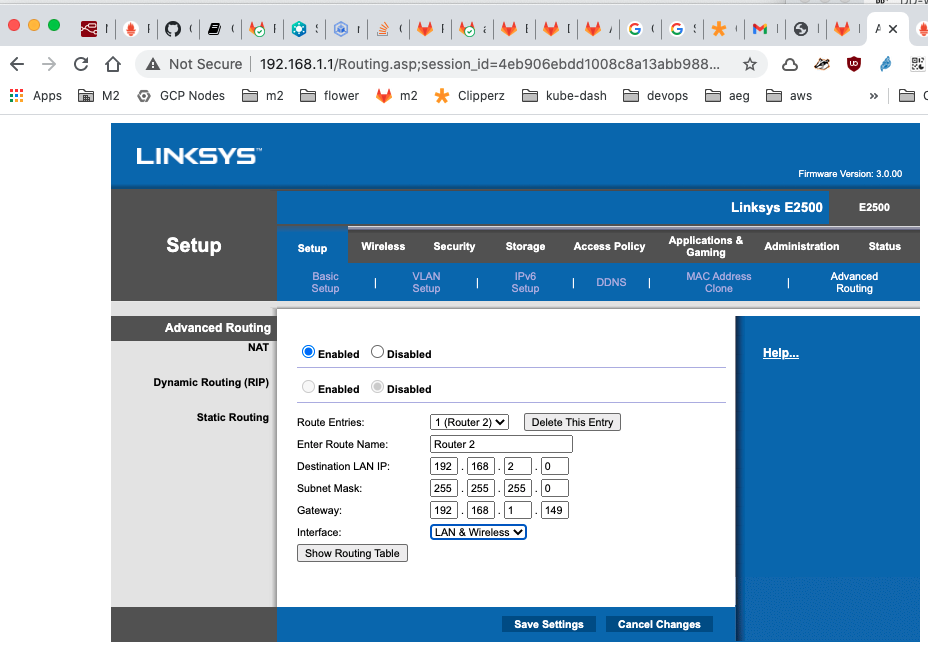 Not Secure | 192.168.1.1/Routing.asp;session_id=4eb906ebdd1008c8a13abb988...
Apps M2 GCP Nodes m2 flower m2 Clipperz kube-dash devops aeg aws »
LINKSYS™
Firmware Version: 3.0.00
Linksys E2500 E2500
Setup
Setup Wireless Security Storage Access Policy Applications & Gaming Administration Status
Basic Setup | VLAN Setup | IPv6 Setup | DDNS | MAC Address Clone | Advanced Routing
Advanced Routing
NAT
Enabled Disabled
Help...
Dynamic Routing (RIP)
Enabled Disabled
Static Routing
Route Entries: 1 (Router 2) Delete This Entry
Enter Route Name: Router 2
Destination LAN IP: 192 . 168 . 2 . 0
Subnet Mask: 255 . 255 . 255 . 0
Gateway: 192 . 168 . 1 . 149
Interface: LAN & Wireless
Show Routing Table
Save Settings Cancel Changes